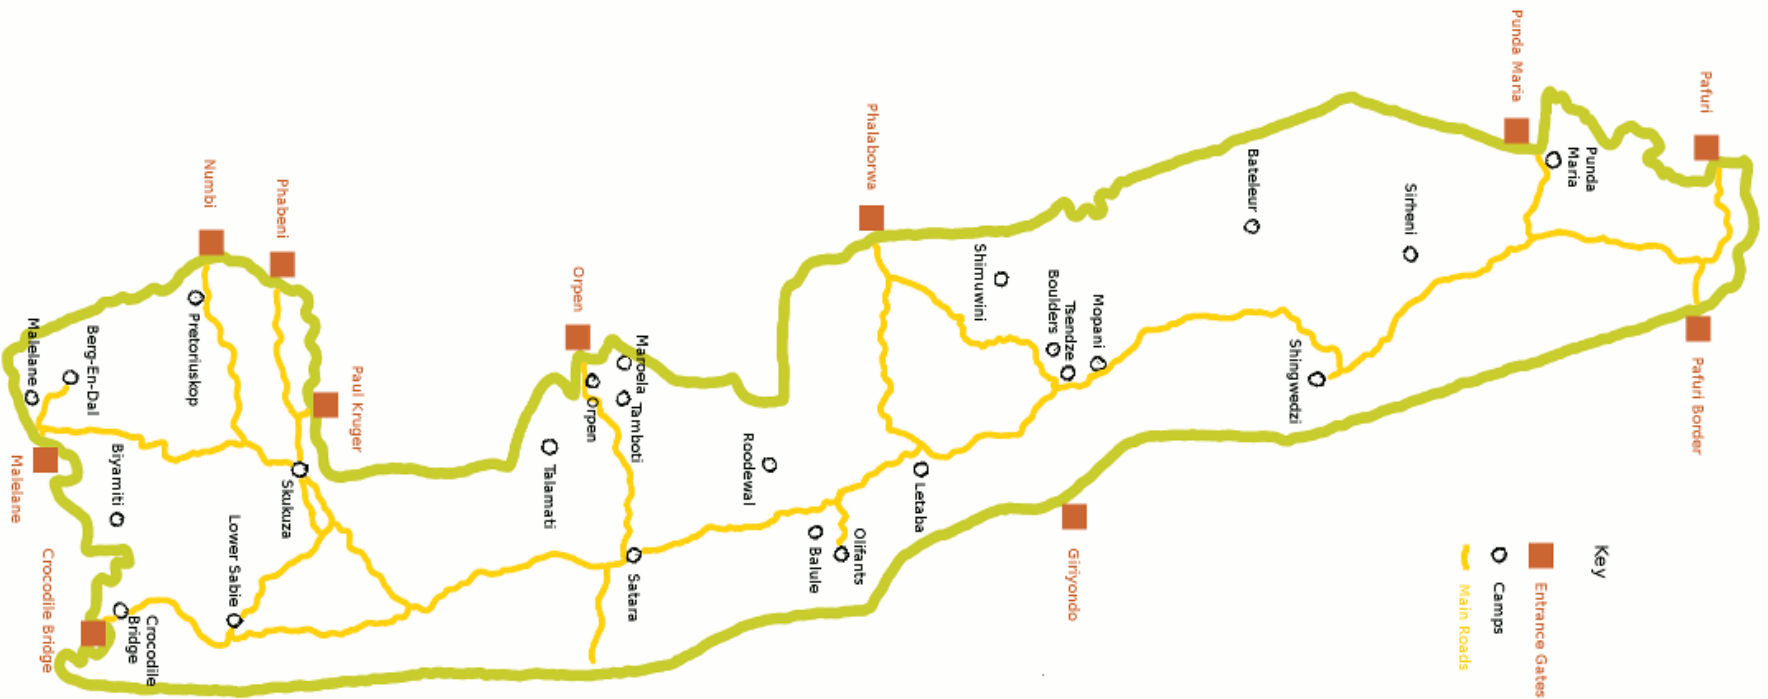 Pafuri
Pafuri Border
Punda
Maria
Key
Punda Maria
Entrance Gates
Camps
Main Roads
Sirheni
Shingwedzi
Bateleur
Mopani
Tsendze
Boulders
Giriyondo
Shimuwini
Letaba
Phalaborwa
Olifants
Balule
Roodewal
Maroela
Tamboti
Satara
Orpen
Orpen
Talamati
Paul Kruger
Phabeni
Skukuza
Lower Sabie
Numbi
Pretoriuskop
Crocodile
Bridge
Biyamiti
Berg-En-Dal
Crocodile Bridge
Malelane
Malelane